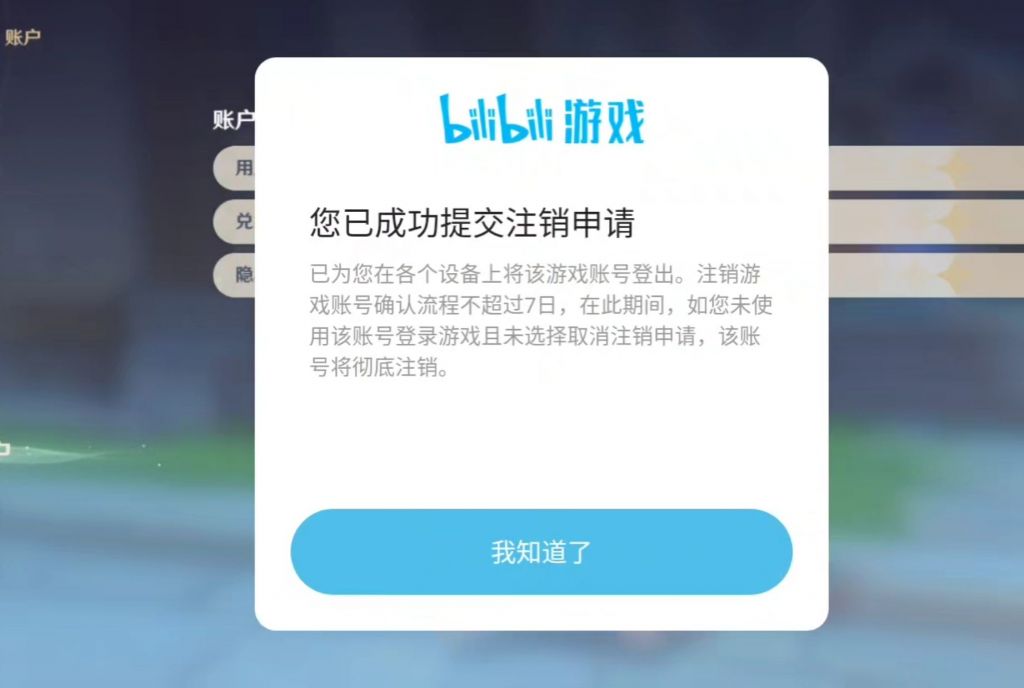 账户
账户
bilibili 游戏
用
兑
隐
您已成功提交注销申请
已为您在各个设备上将该游戏账号登出。注销游
戏账号确认流程不超过7日，在此期间，如您未使
用该账号登录游戏且未选择取消注销申请，该账
号将彻底注销。
我知道了